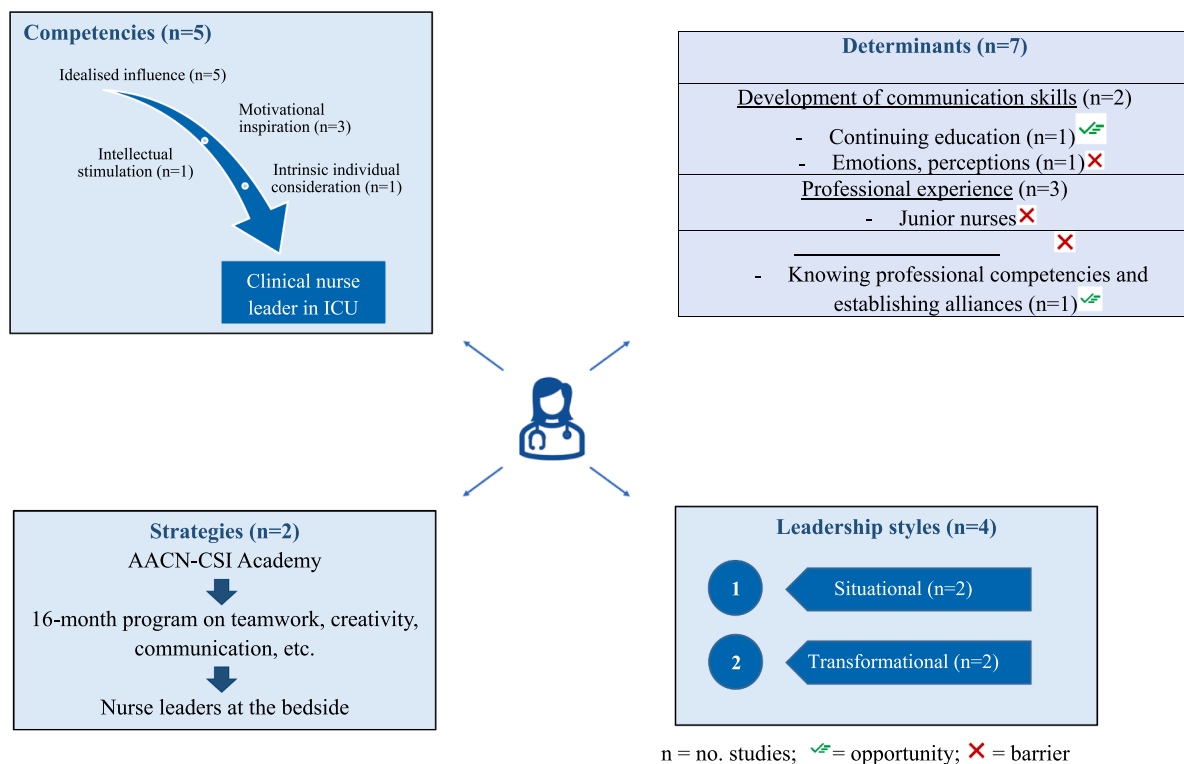 Competencies (n=5)
Idealised influence (n=5)
Motivational
inspiration (n=3)
Intellectual
stimulation (n=1)
Intrinsic individual
consideration (n=1)
Clinical nurse
leader in ICU
Determinants (n=7)
Development of communication skills (n=2)
- Continuing education (n=1)
- Emotions, perceptions (n=1)
Professional experience (n=3)
- Junior nurses
- Knowing professional competencies and
establishing alliances (n=1)
Strategies (n=2)
AACN-CSI Academy
16-month program on teamwork, creativity,
communication, etc.
Nurse leaders at the bedside
Leadership styles (n=4)
1 Situational (n=2)
2 Transformational (n=2)
n = no. studies; = opportunity; = barrier